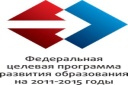 Федеральная
целевая программа
развития образования
на 2011-2015 годы